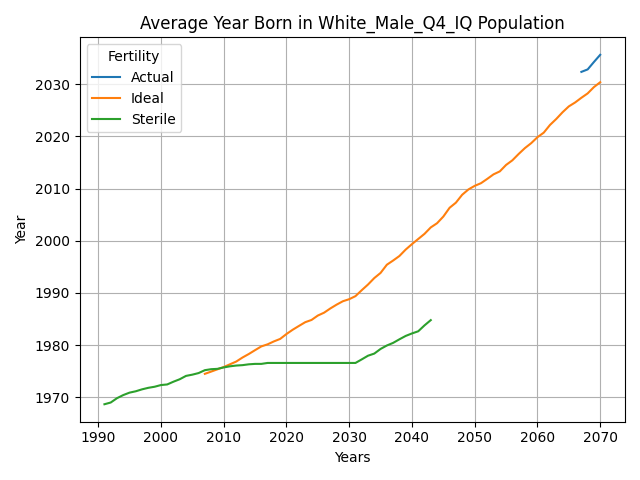 Average Year Born in White_Male_Q4_IQ Population
Fertility
Actual
Ideal
Sterile
Year
2030
2020
2010
2000
1990
1980
1970
1990 2000 2010 2020 2030 2040 2050 2060 2070
Years